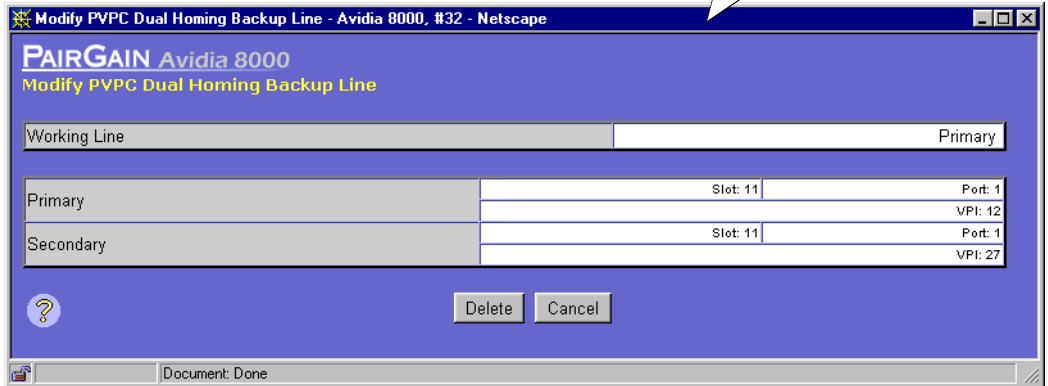 Modify PVPC Dual Homing Backup Line - Avidia 8000, #32 - Netscape
PAIRGAIN Avidia 8000
Modify PVPC Dual Homing Backup Line
Working Line Primary
Primary Slot: 11 Port: 1
VPI: 12
Secondary Slot: 11 Port: 1
VPI: 27
? Delete Cancel
Document: Done